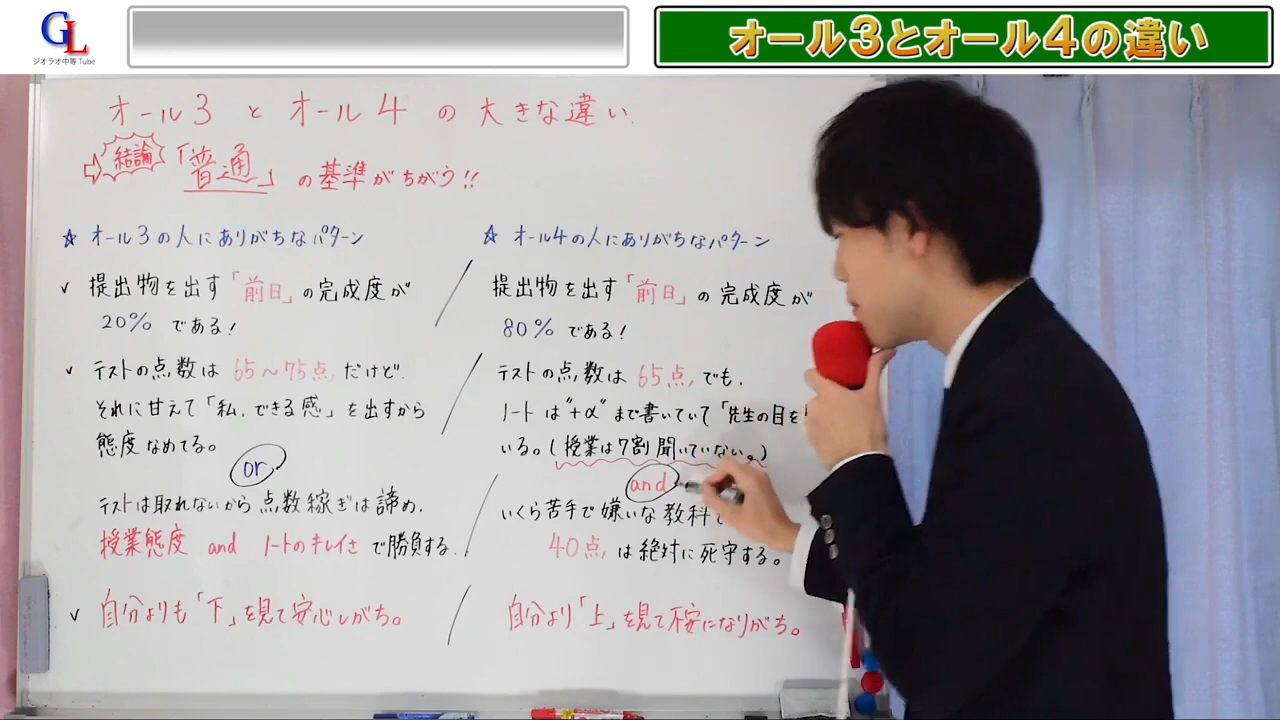 GL
ジオラオ中等Tube
オール3とオール4の違い
オール3 と オール4 の 大きな違い.
結論 「普通」 の基準がちがう!!
☆ オール3の人にありがちなパターン
✓ 提出物を出す「前日」の完成度が
20% である!
✓ テストの点数は 65〜75点 だけど.
それに甘えて「私、できる感」を出すから
態度なめてる。
or
テストは取れないから 点数稼ぎは諦め.
授業態度 and ノートのキレイさ で勝負する.
✓ 自分よりも「下」を見て安心しがち。
☆ オール4の人にありがちなパターン
提出物を出す「前日」の完成度が
80% である!
テストの点数は 65点 でも.
ノートは"+α"まで書いていて「先生の目を
いる。(授業は7割聞いていない。)
and
いくら苦手で嫌いな教科
40点 は絶対に死守する。
自分より「上」を見て不安になりがち。